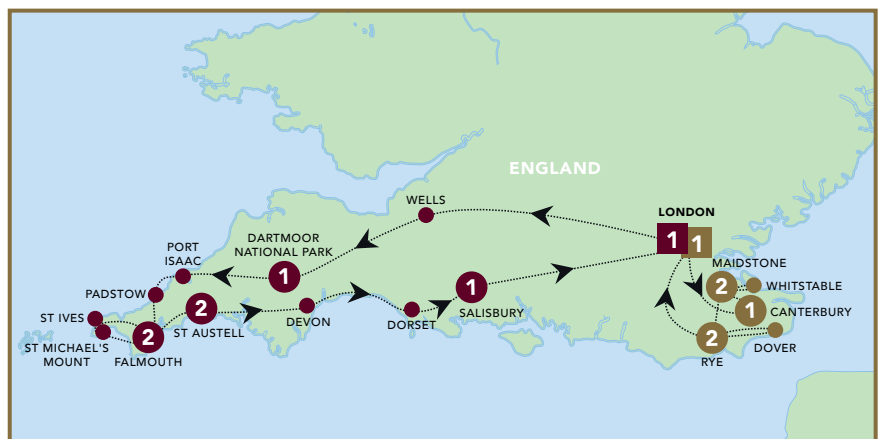 ENGLAND
WELLS
LONDON
1
1
DARTMOOR
NATIONAL PARK
1
PORT
ISAAC
MAIDSTONE
2
WHITSTABLE
PADSTOW
2
ST AUSTELL
DEVON
DORSET
1
SALISBURY
1
CANTERBURY
ST IVES
ST MICHAEL'S
MOUNT
2
FALMOUTH
2
RYE
DOVER